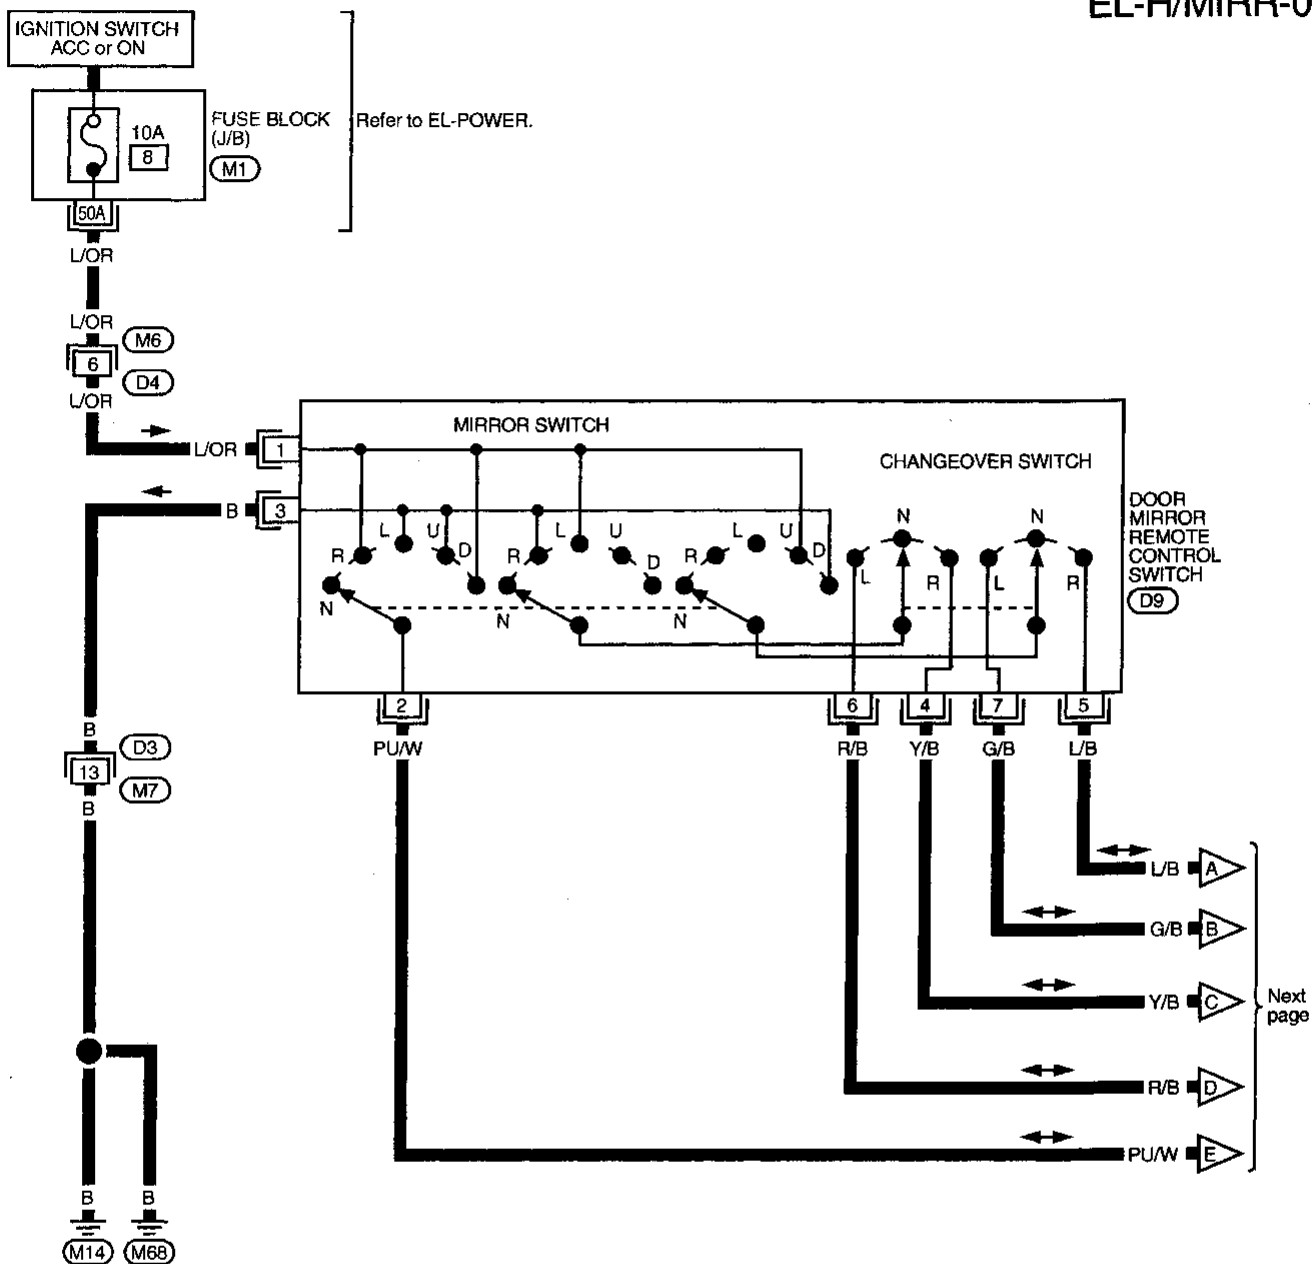 EL-H/MIRR-0
IGNITION SWITCH
ACC or ON
10A
8
FUSE BLOCK
(J/B)
M1
Refer to EL-POWER.
50A
L/OR
L/OR
M6
6
D4
L/OR
L/OR 1
B 3
MIRROR SWITCH
CHANGEOVER SWITCH
R L U D
N
R L U D
N
R L U D
N
N
L R
N
L R
DOOR
MIRROR
REMOTE
CONTROL
SWITCH
D9
2 6 4 7 5
PU/W R/B Y/B G/B L/B
B
D3
13
M7
B
L/B A
G/B B
Y/B C
R/B D
PU/W E
Next
page
B B
M14 M68